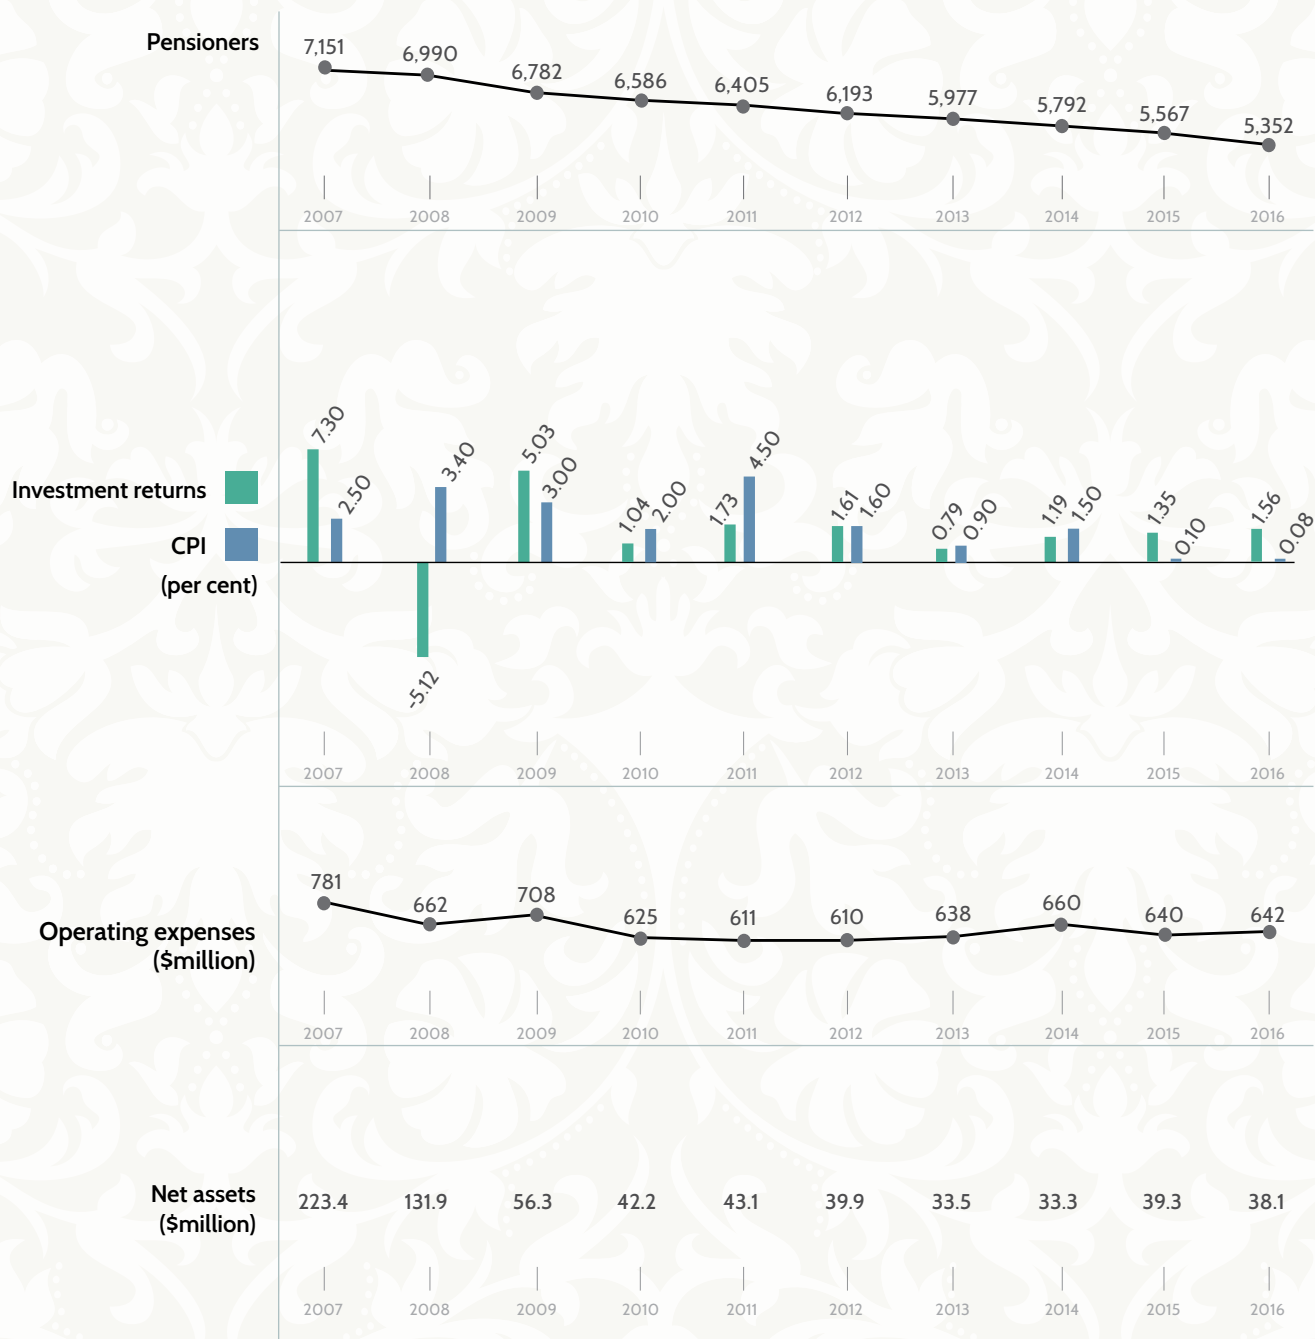 Pensioners
7,151 6,990 6,782 6,586 6,405 6,193 5,977 5,792 5,567 5,352
2007 2008 2009 2010 2011 2012 2013 2014 2015 2016
Investment returns
CPI
(per cent)
7.30 2.50 -5.12 3.40 5.03 3.00 1.04 2.00 1.73 4.50 1.61 1.60 0.79 0.90 1.19 1.50 1.35 0.10 1.56 0.08
2007 2008 2009 2010 2011 2012 2013 2014 2015 2016
Operating expenses
($million)
781 662 708 625 611 610 638 660 640 642
2007 2008 2009 2010 2011 2012 2013 2014 2015 2016
Net assets
($million)
223.4 131.9 56.3 42.2 43.1 39.9 33.5 33.3 39.3 38.1
2007 2008 2009 2010 2011 2012 2013 2014 2015 2016